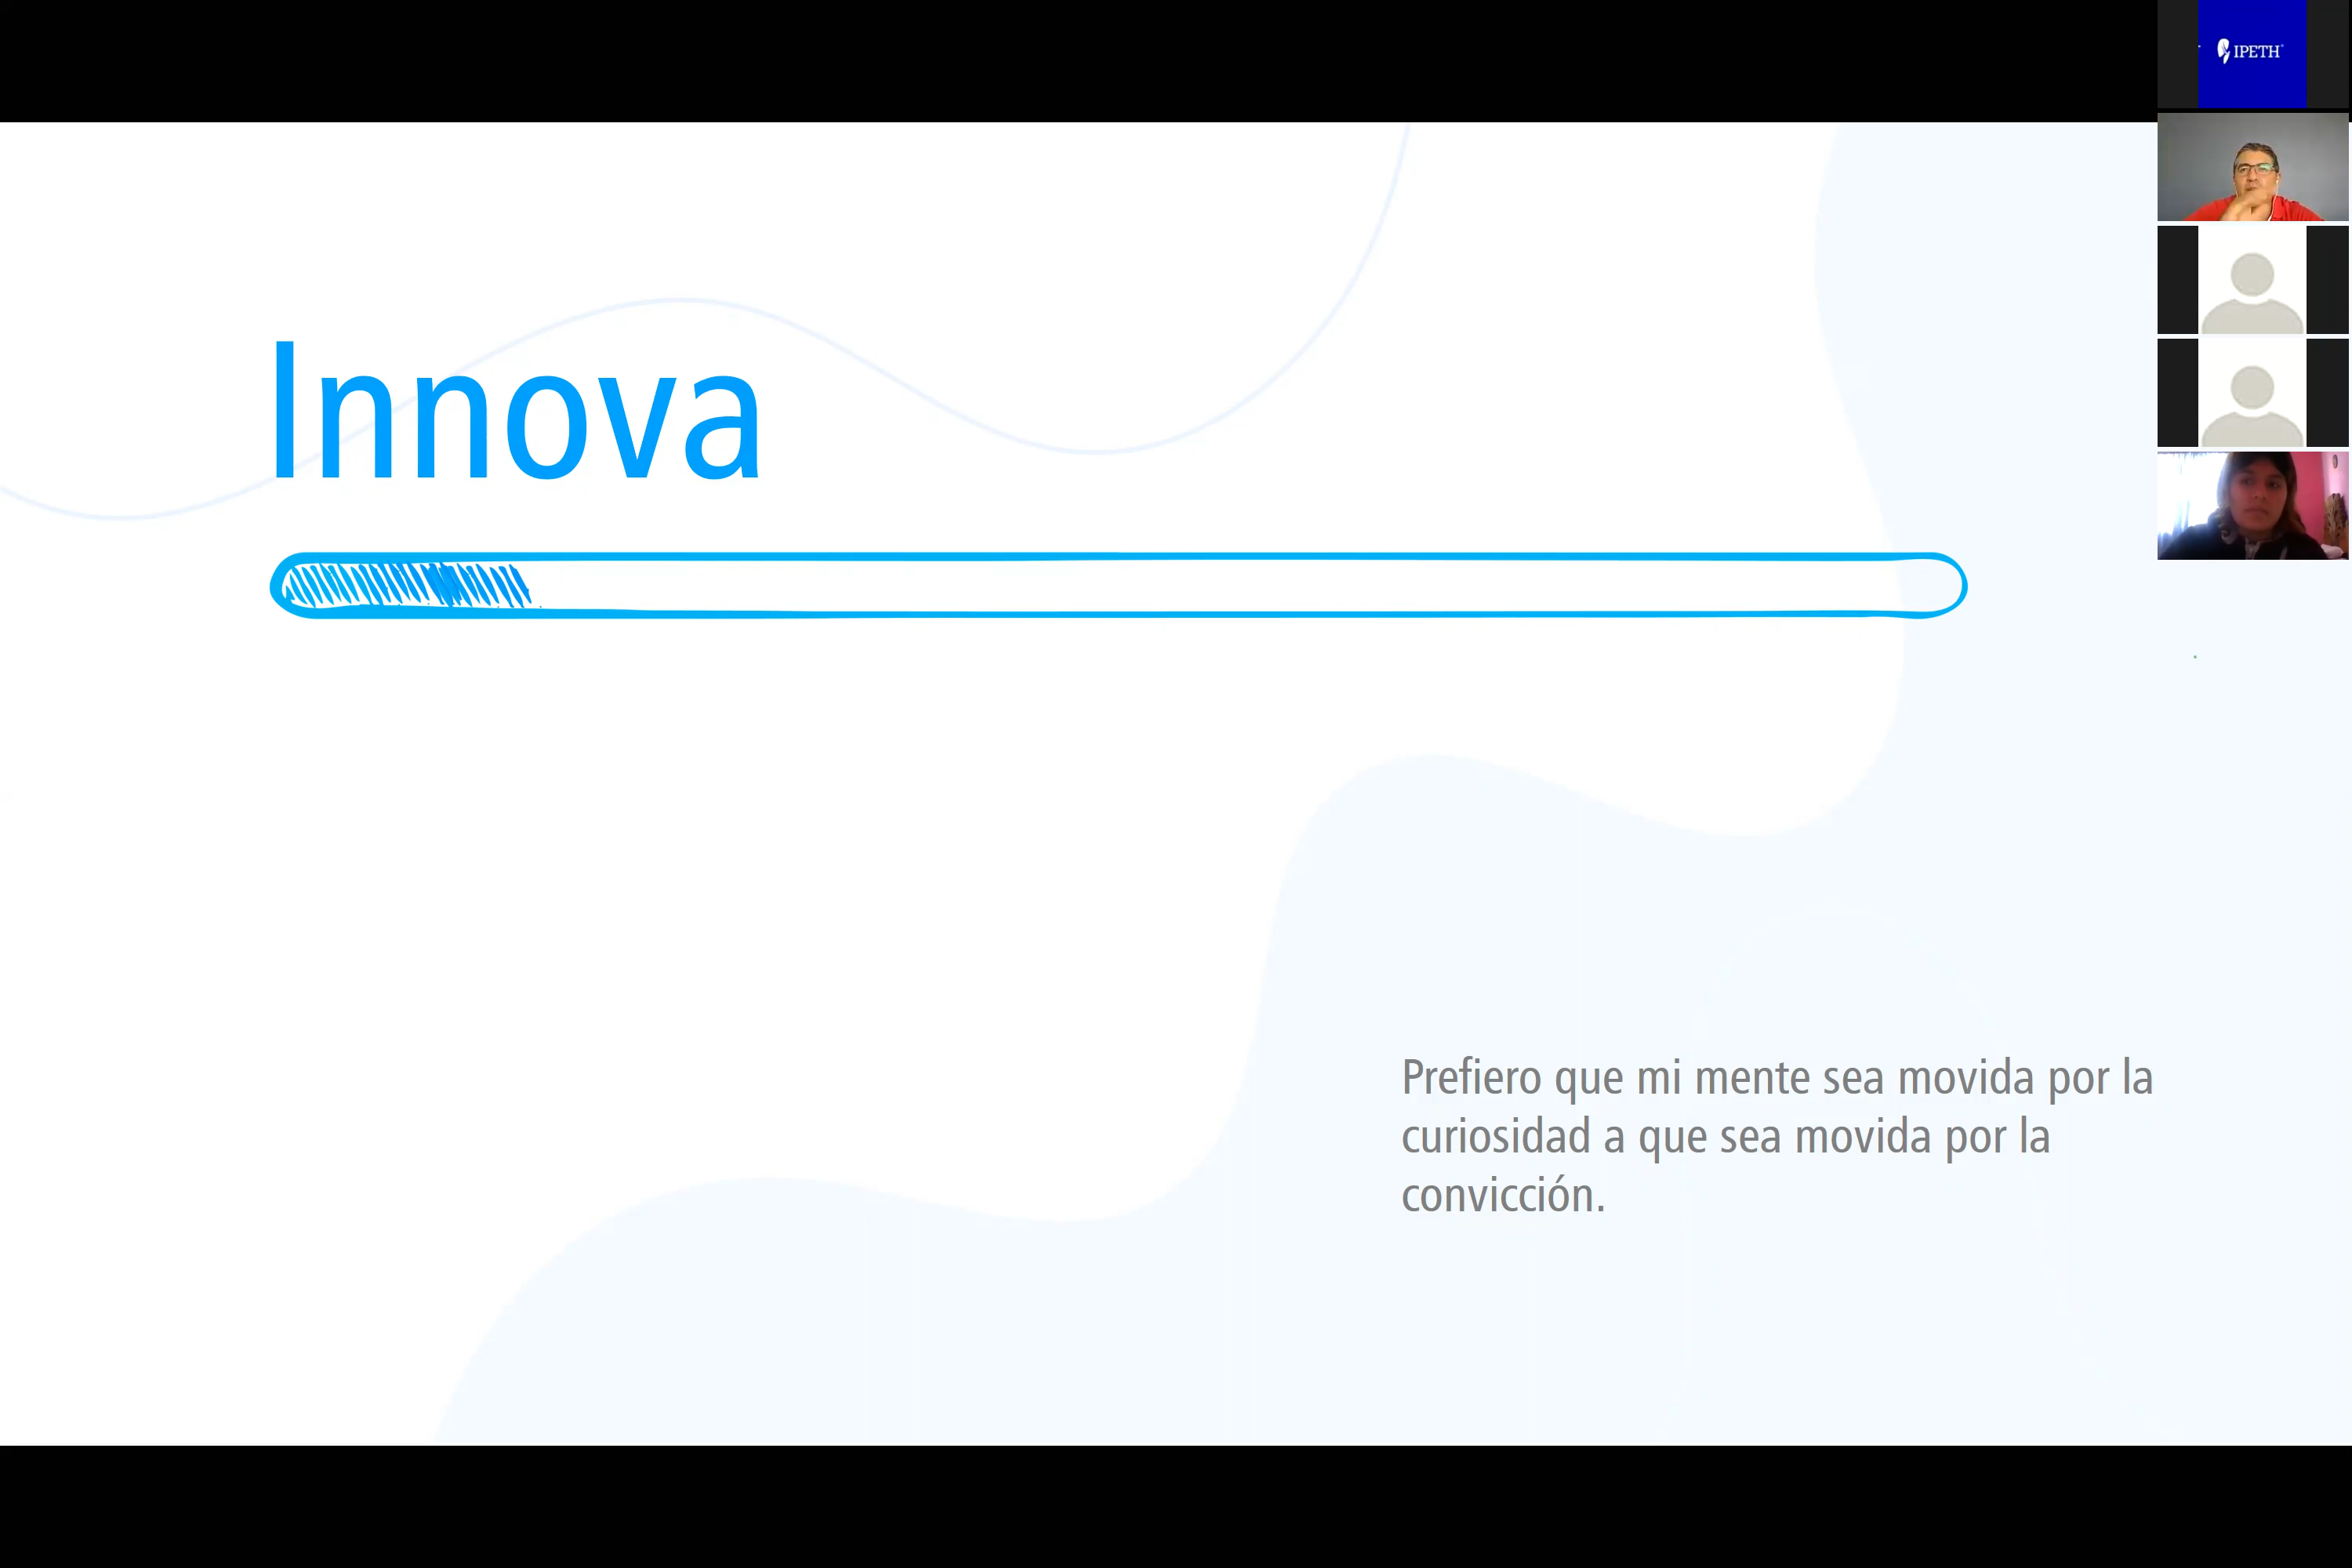 IPETH
Innova
Prefiero que mi mente sea movida por la
curiosidad a que sea movida por la
convicción.